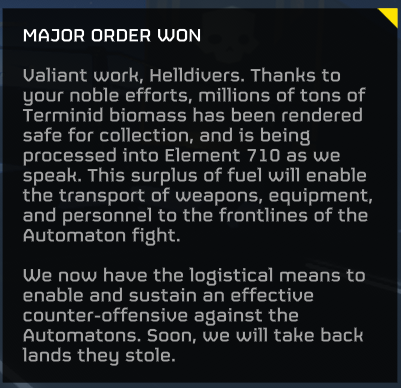 MAJOR ORDER WON
Valiant work, Helldivers. Thanks to
your noble efforts, millions of tons of
Terminid biomass has been rendered
safe for collection, and is being
processed into Element 710 as we
speak. This surplus of fuel will enable
the transport of weapons, equipment,
and personnel to the frontlines of the
Automaton fight.
We now have the logistical means to
enable and sustain an effective
counter-offensive against the
Automatons. Soon, we will take back
lands they stole.